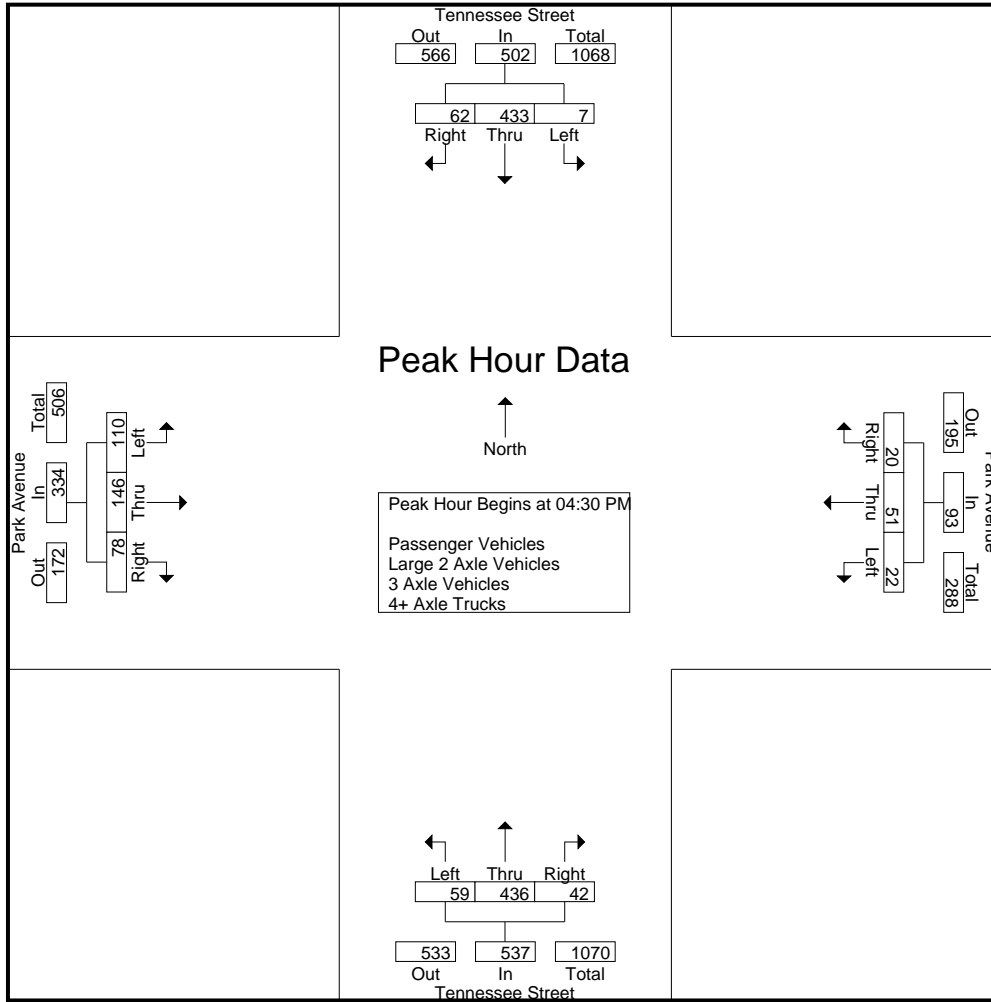 Tennessee Street
Out In Total
566 502 1068
62 433 7
Right Thru Left
Peak Hour Data
North
Peak Hour Begins at 04:30 PM
Passenger Vehicles
Large 2 Axle Vehicles
3 Axle Vehicles
4+ Axle Trucks
Park Avenue
Out In Total
172 334 506
78 146 110
Right Thru Left
Park Avenue
Out In Total
195 93 288
20 51 22
Right Thru Left
Left Thru Right
59 436 42
533 537 1070
Out In Total
Tennessee Street